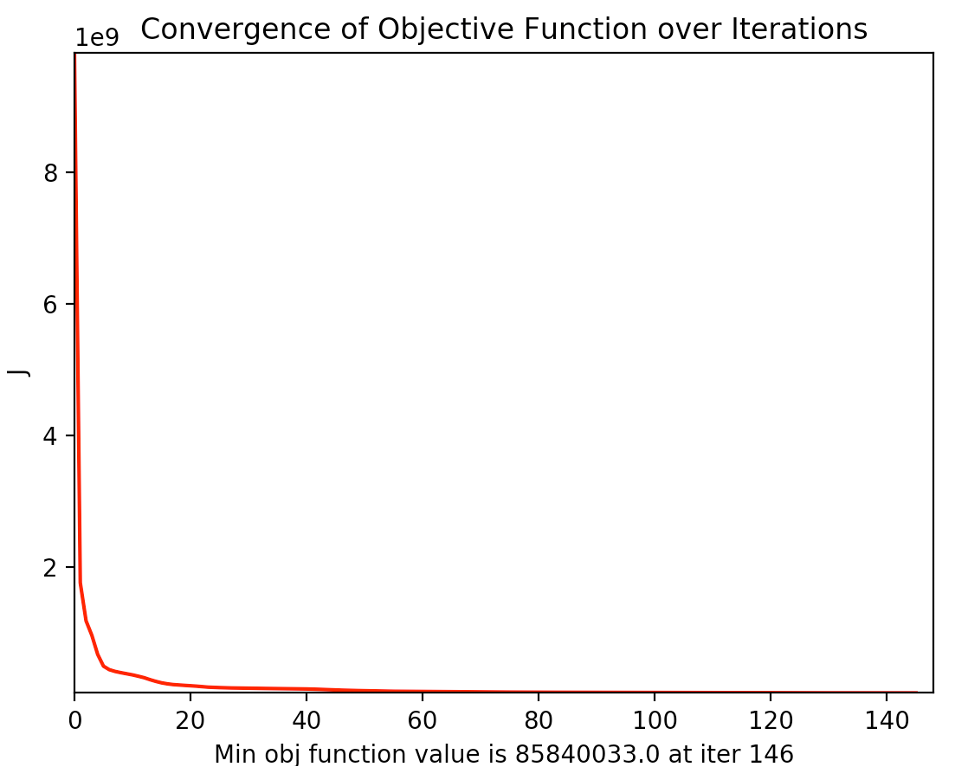 Convergence of Objective Function over Iterations
1e9
8
6
4
2
J
0 20 40 60 80 100 120 140
Min obj function value is 85840033.0 at iter 146